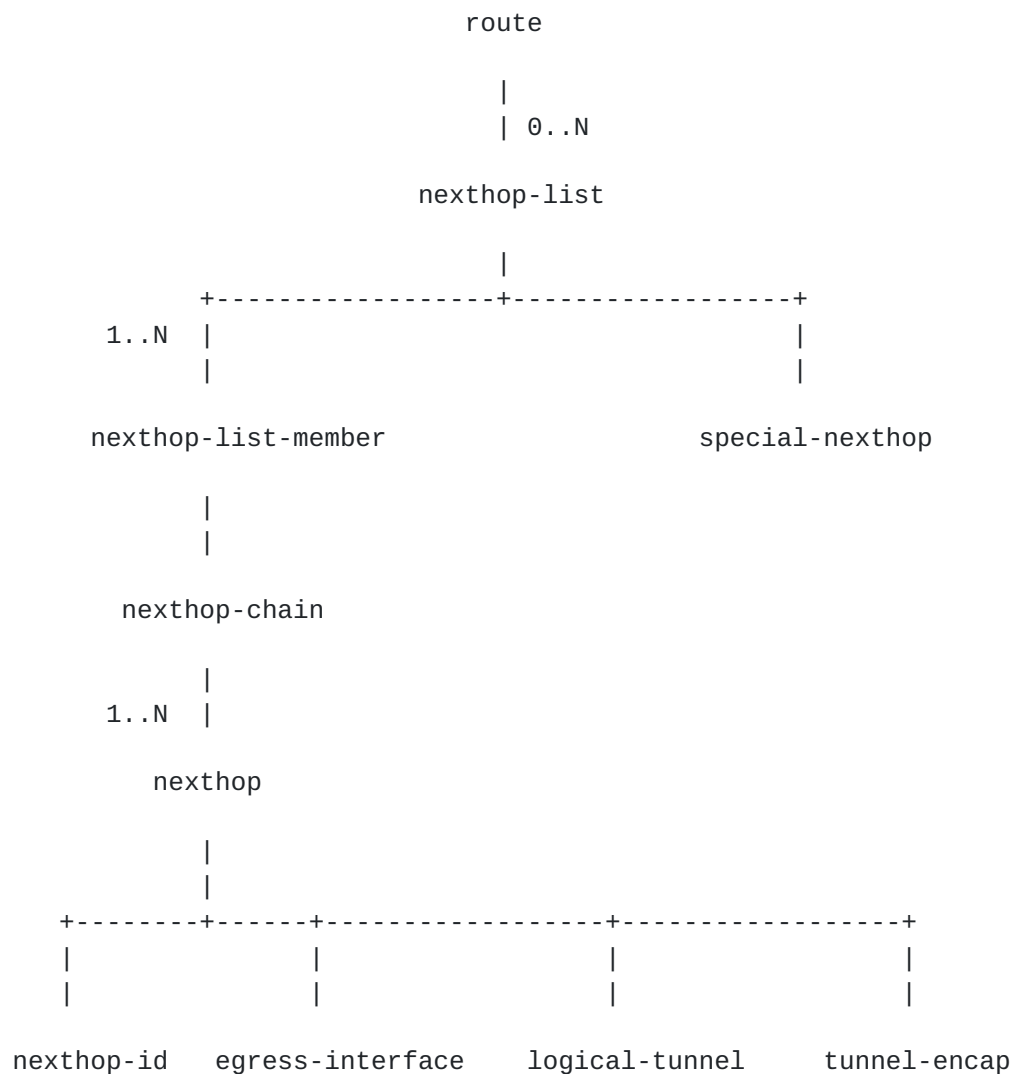 route
|
| 0..N
nexthop-list
|
+------------------+------------------+
1..N | |
| |
nexthop-list-member special-nexthop
|
|
nexthop-chain
|
1..N |
nexthop
|
|
+--------+------+------------------+------------------+
| | | |
| | | |
nexthop-id egress-interface logical-tunnel tunnel-encap